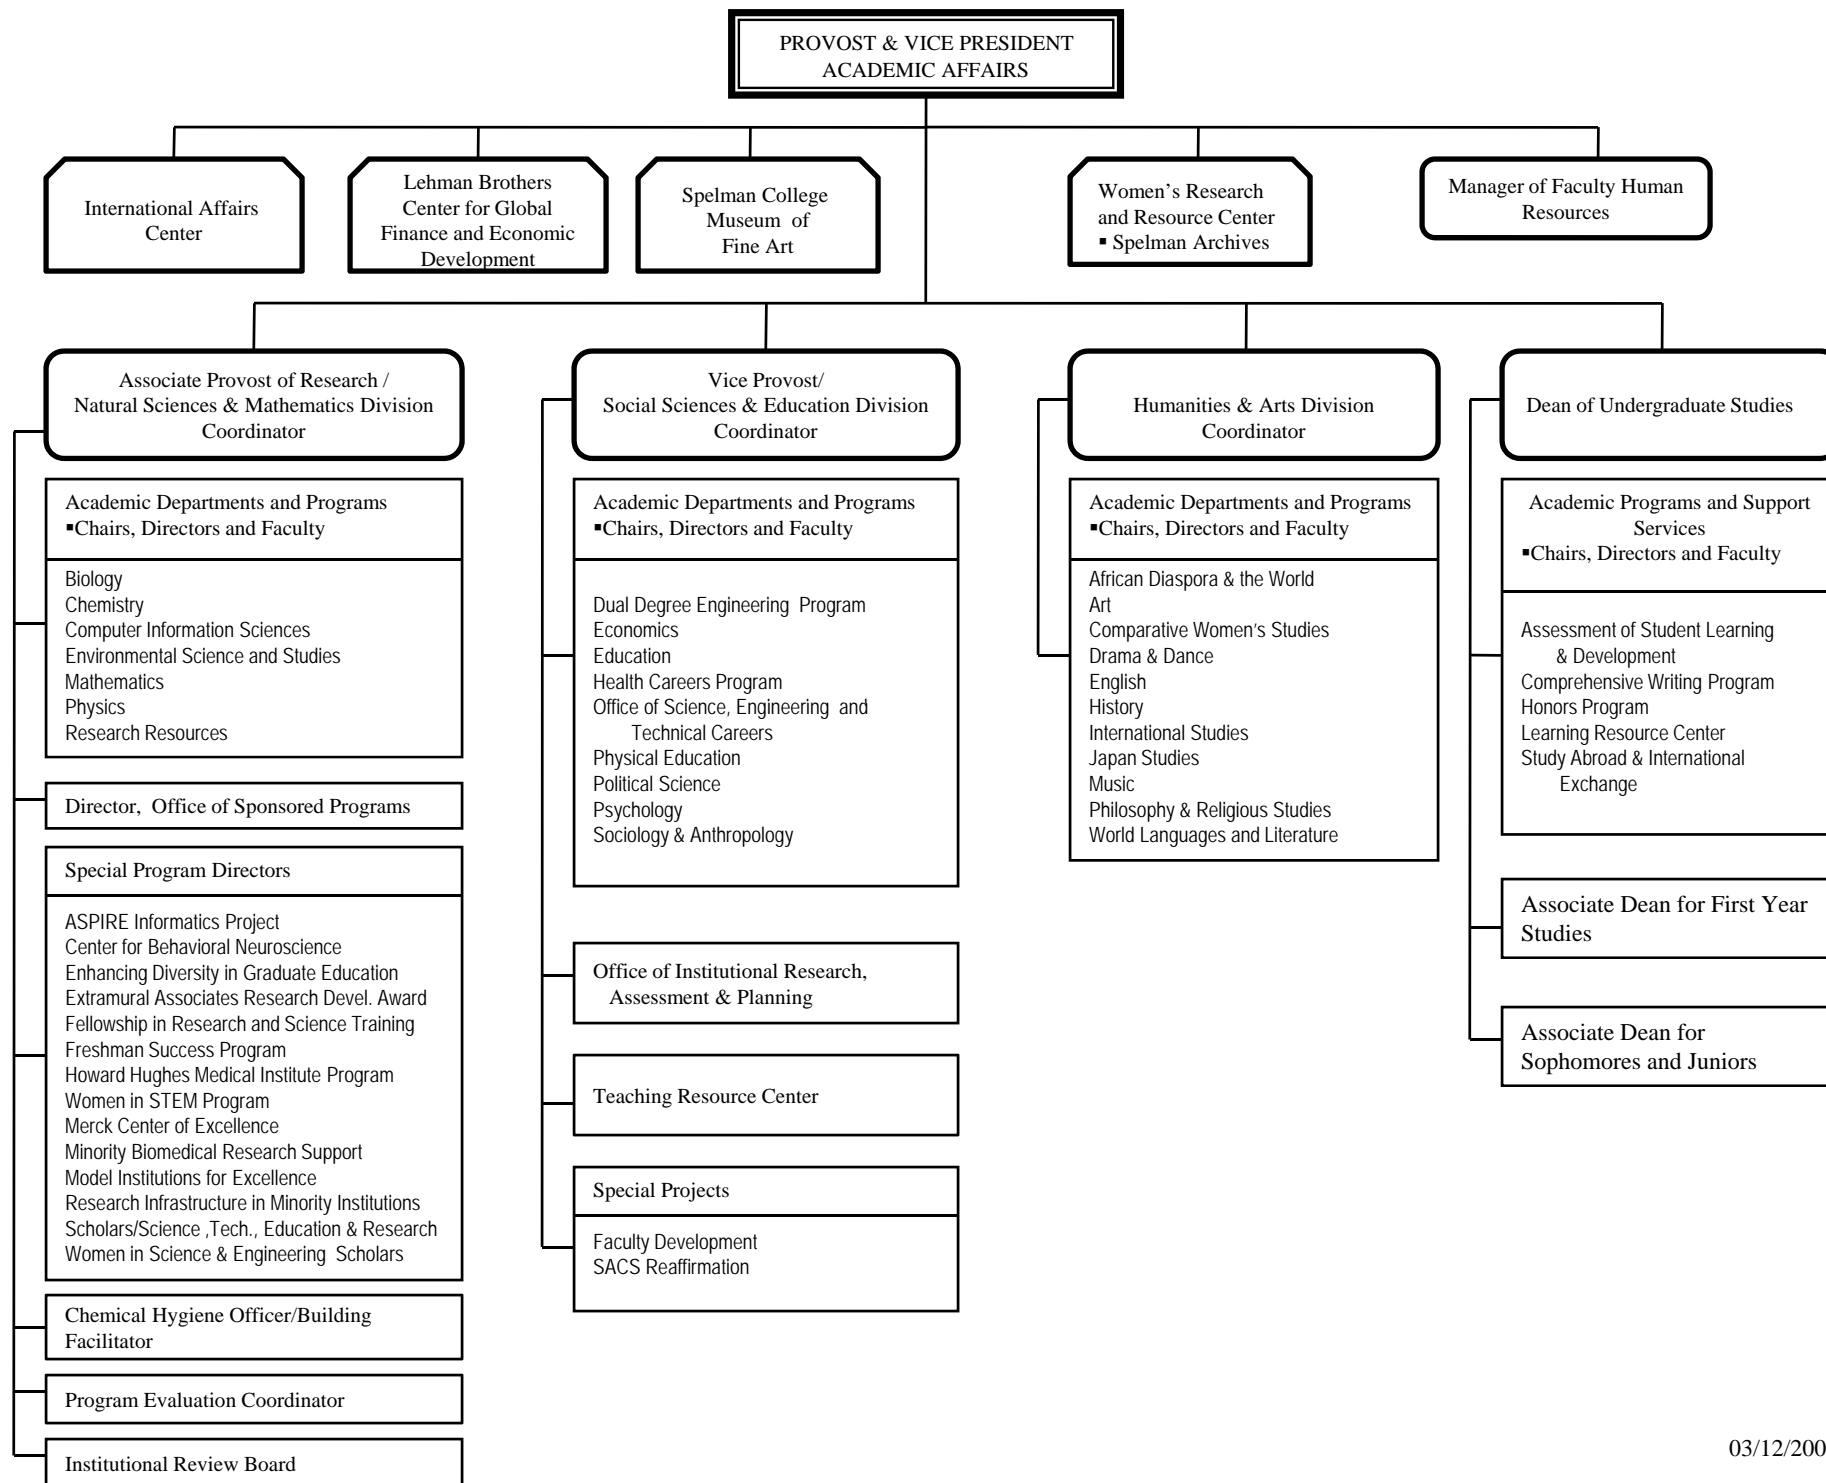 PROVOST & VICE PRESIDENT
ACADEMIC AFFAIRS
International Affairs
Center
Lehman Brothers
Center for Global
Finance and Economic
Development
Spelman College
Museum of
Fine Art
Women’s Research
and Resource Center
▪ Spelman Archives
Manager of Faculty Human
Resources
Associate Provost of Research /
Natural Sciences & Mathematics Division
Coordinator
Academic Departments and Programs
▪Chairs, Directors and Faculty
Biology
Chemistry
Computer Information Sciences
Environmental Science and Studies
Mathematics
Physics
Research Resources
Director, Office of Sponsored Programs
Special Program Directors
ASPIRE Informatics Project
Center for Behavioral Neuroscience
Enhancing Diversity in Graduate Education
Extramural Associates Research Devel. Award
Fellowship in Research and Science Training
Freshman Success Program
Howard Hughes Medical Institute Program
Women in STEM Program
Merck Center of Excellence
Minority Biomedical Research Support
Model Institutions for Excellence
Research Infrastructure in Minority Institutions
Scholars/Science ,Tech., Education & Research
Women in Science & Engineering Scholars
Chemical Hygiene Officer/Building
Facilitator
Program Evaluation Coordinator
Institutional Review Board
Vice Provost/
Social Sciences & Education Division
Coordinator
Academic Departments and Programs
▪Chairs, Directors and Faculty
Dual Degree Engineering Program
Economics
Education
Health Careers Program
Office of Science, Engineering and
Technical Careers
Physical Education
Political Science
Psychology
Sociology & Anthropology
Office of Institutional Research,
Assessment & Planning
Teaching Resource Center
Special Projects
Faculty Development
SACS Reaffirmation
Humanities & Arts Division
Coordinator
Academic Departments and Programs
▪Chairs, Directors and Faculty
African Diaspora & the World
Art
Comparative Women’s Studies
Drama & Dance
English
History
International Studies
Japan Studies
Music
Philosophy & Religious Studies
World Languages and Literature
Dean of Undergraduate Studies
Academic Programs and Support
Services
▪Chairs, Directors and Faculty
Assessment of Student Learning
& Development
Comprehensive Writing Program
Honors Program
Learning Resource Center
Study Abroad & International
Exchange
Associate Dean for First Year
Studies
Associate Dean for
Sophomores and Juniors
03/12/200